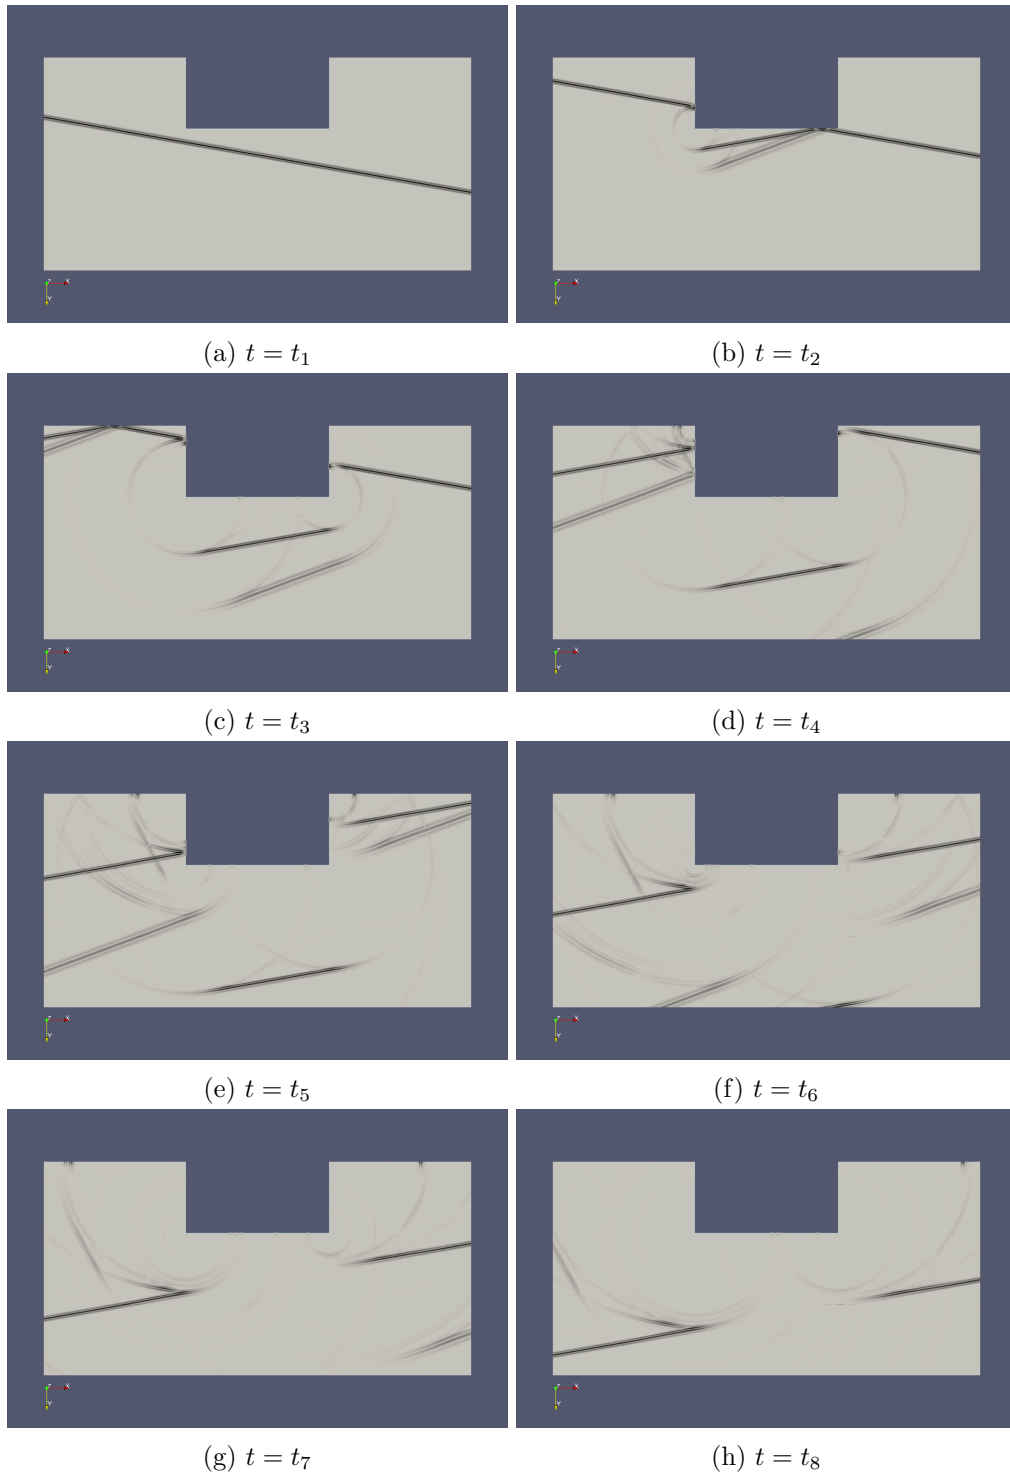 Z X
Y
Z X
Y
(a) t = t₁
(b) t = t₂
Z X
Y
Z X
Y
(c) t = t₃
(d) t = t₄
Z X
Y
Z X
Y
(e) t = t₅
(f) t = t₆
Z X
Y
Z X
Y
(g) t = t₇
(h) t = t₈